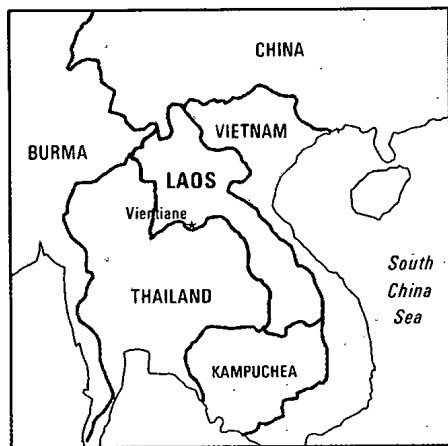 CHINA
VIETNAM
BURMA
LAOS
Vientiane
THAILAND
South
China
Sea
KAMPUCHEA